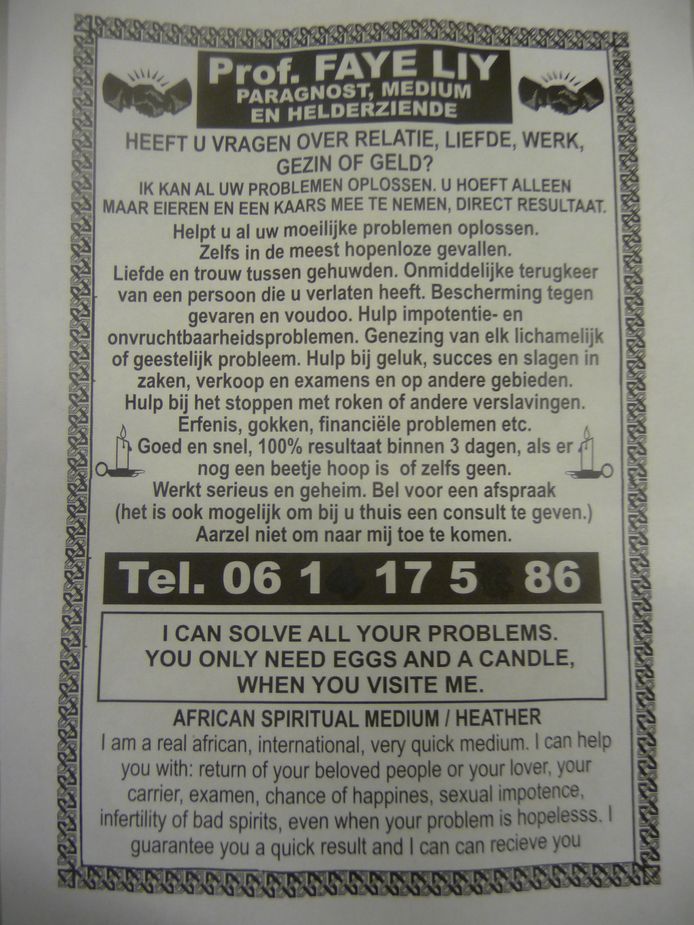 Prof. FAYE LIY
PARAGNOST, MEDIUM
EN HELDERZIENDE
HEEFT U VRAGEN OVER RELATIE, LIEFDE, WERK,
GEZIN OF GELD?
IK KAN AL UW PROBLEMEN OPLOSSEN. U HOEFT ALLEEN
MAAR EIEREN EN EEN KAARS MEE TE NEMEN, DIRECT RESULTAAT.
Helpt u al uw moeilijke problemen oplossen.
Zelfs in de meest hopenloze gevallen.
Liefde en trouw tussen gehuwden. Onmiddelijke terugkeer
van een persoon die u verlaten heeft. Bescherming tegen
gevaren en voudoo. Hulp impotentie- en
onvruchtbaarheidsproblemen. Genezing van elk lichamelijk
of geestelijk probleem. Hulp bij geluk, succes en slagen in
zaken, verkoop en examens en op andere gebieden.
Hulp bij het stoppen met roken of andere verslavingen.
Erfenis, gokken, financiële problemen etc.
Goed en snel, 100% resultaat binnen 3 dagen, als er
nog een beetje hoop is of zelfs geen.
Werkt serieus en geheim. Bel voor een afspraak
(het is ook mogelijk om bij u thuis een consult te geven.)
Aarzel niet om naar mij toe te komen.
Tel. 06 1 17 5 86
I CAN SOLVE ALL YOUR PROBLEMS.
YOU ONLY NEED EGGS AND A CANDLE,
WHEN YOU VISITE ME.
AFRICAN SPIRITUAL MEDIUM / HEATHER
I am a real african, international, very quick medium. I can help
you with: return of your beloved people or your lover, your
carrier, examen, chance of happines, sexual impotence,
infertility of bad spirits, even when your problem is hopelesss. I
guarantee you a quick result and I can can recieve you